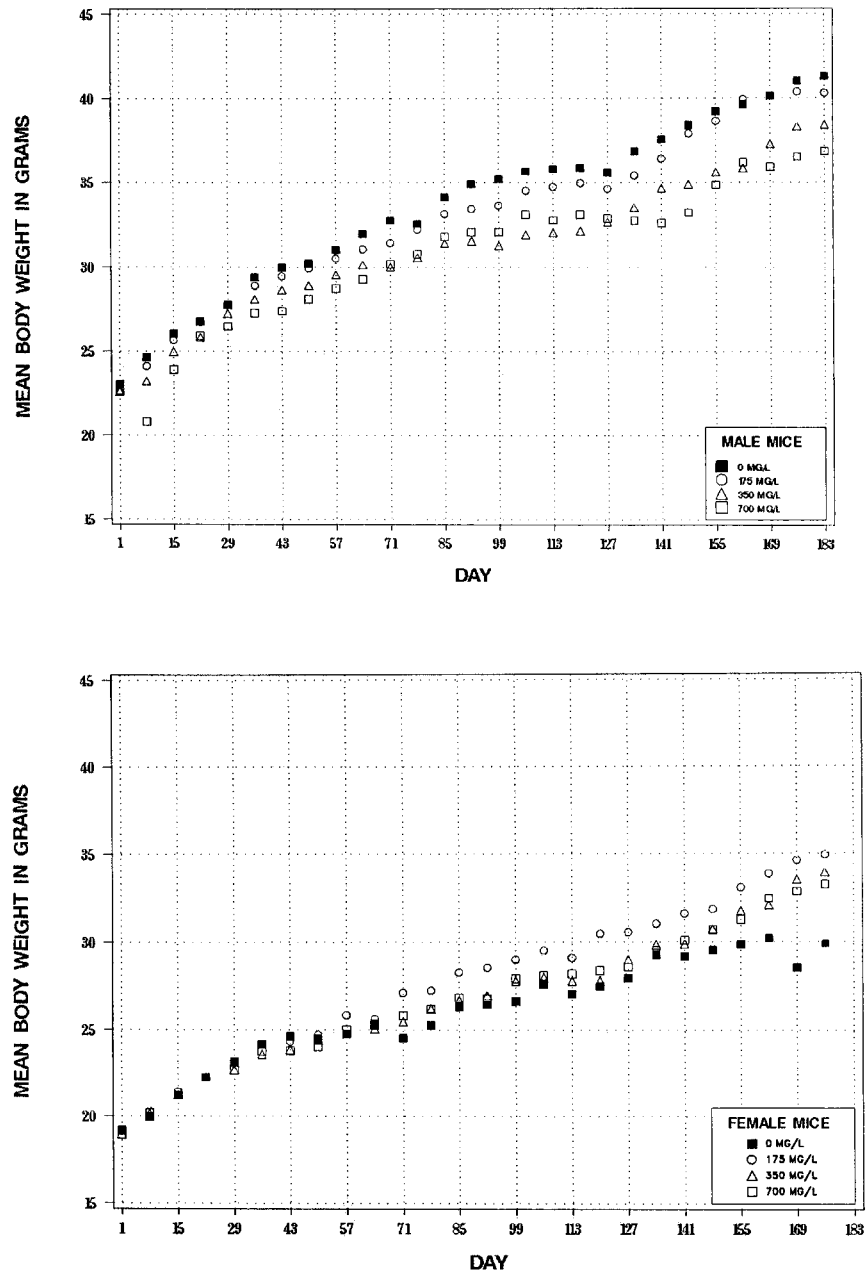 MEAN BODY WEIGHT IN GRAMS
45
40
35
30
25
20
15
1 15 29 43 57 71 85 99 113 127 141 155 169 183
DAY
MALE MICE
0 MG/L
175 MG/L
350 MG/L
700 MG/L
MEAN BODY WEIGHT IN GRAMS
45
40
35
30
25
20
15
1 15 29 43 57 71 85 99 113 127 141 155 169 183
DAY
FEMALE MICE
0 MG/L
175 MG/L
350 MG/L
700 MG/L